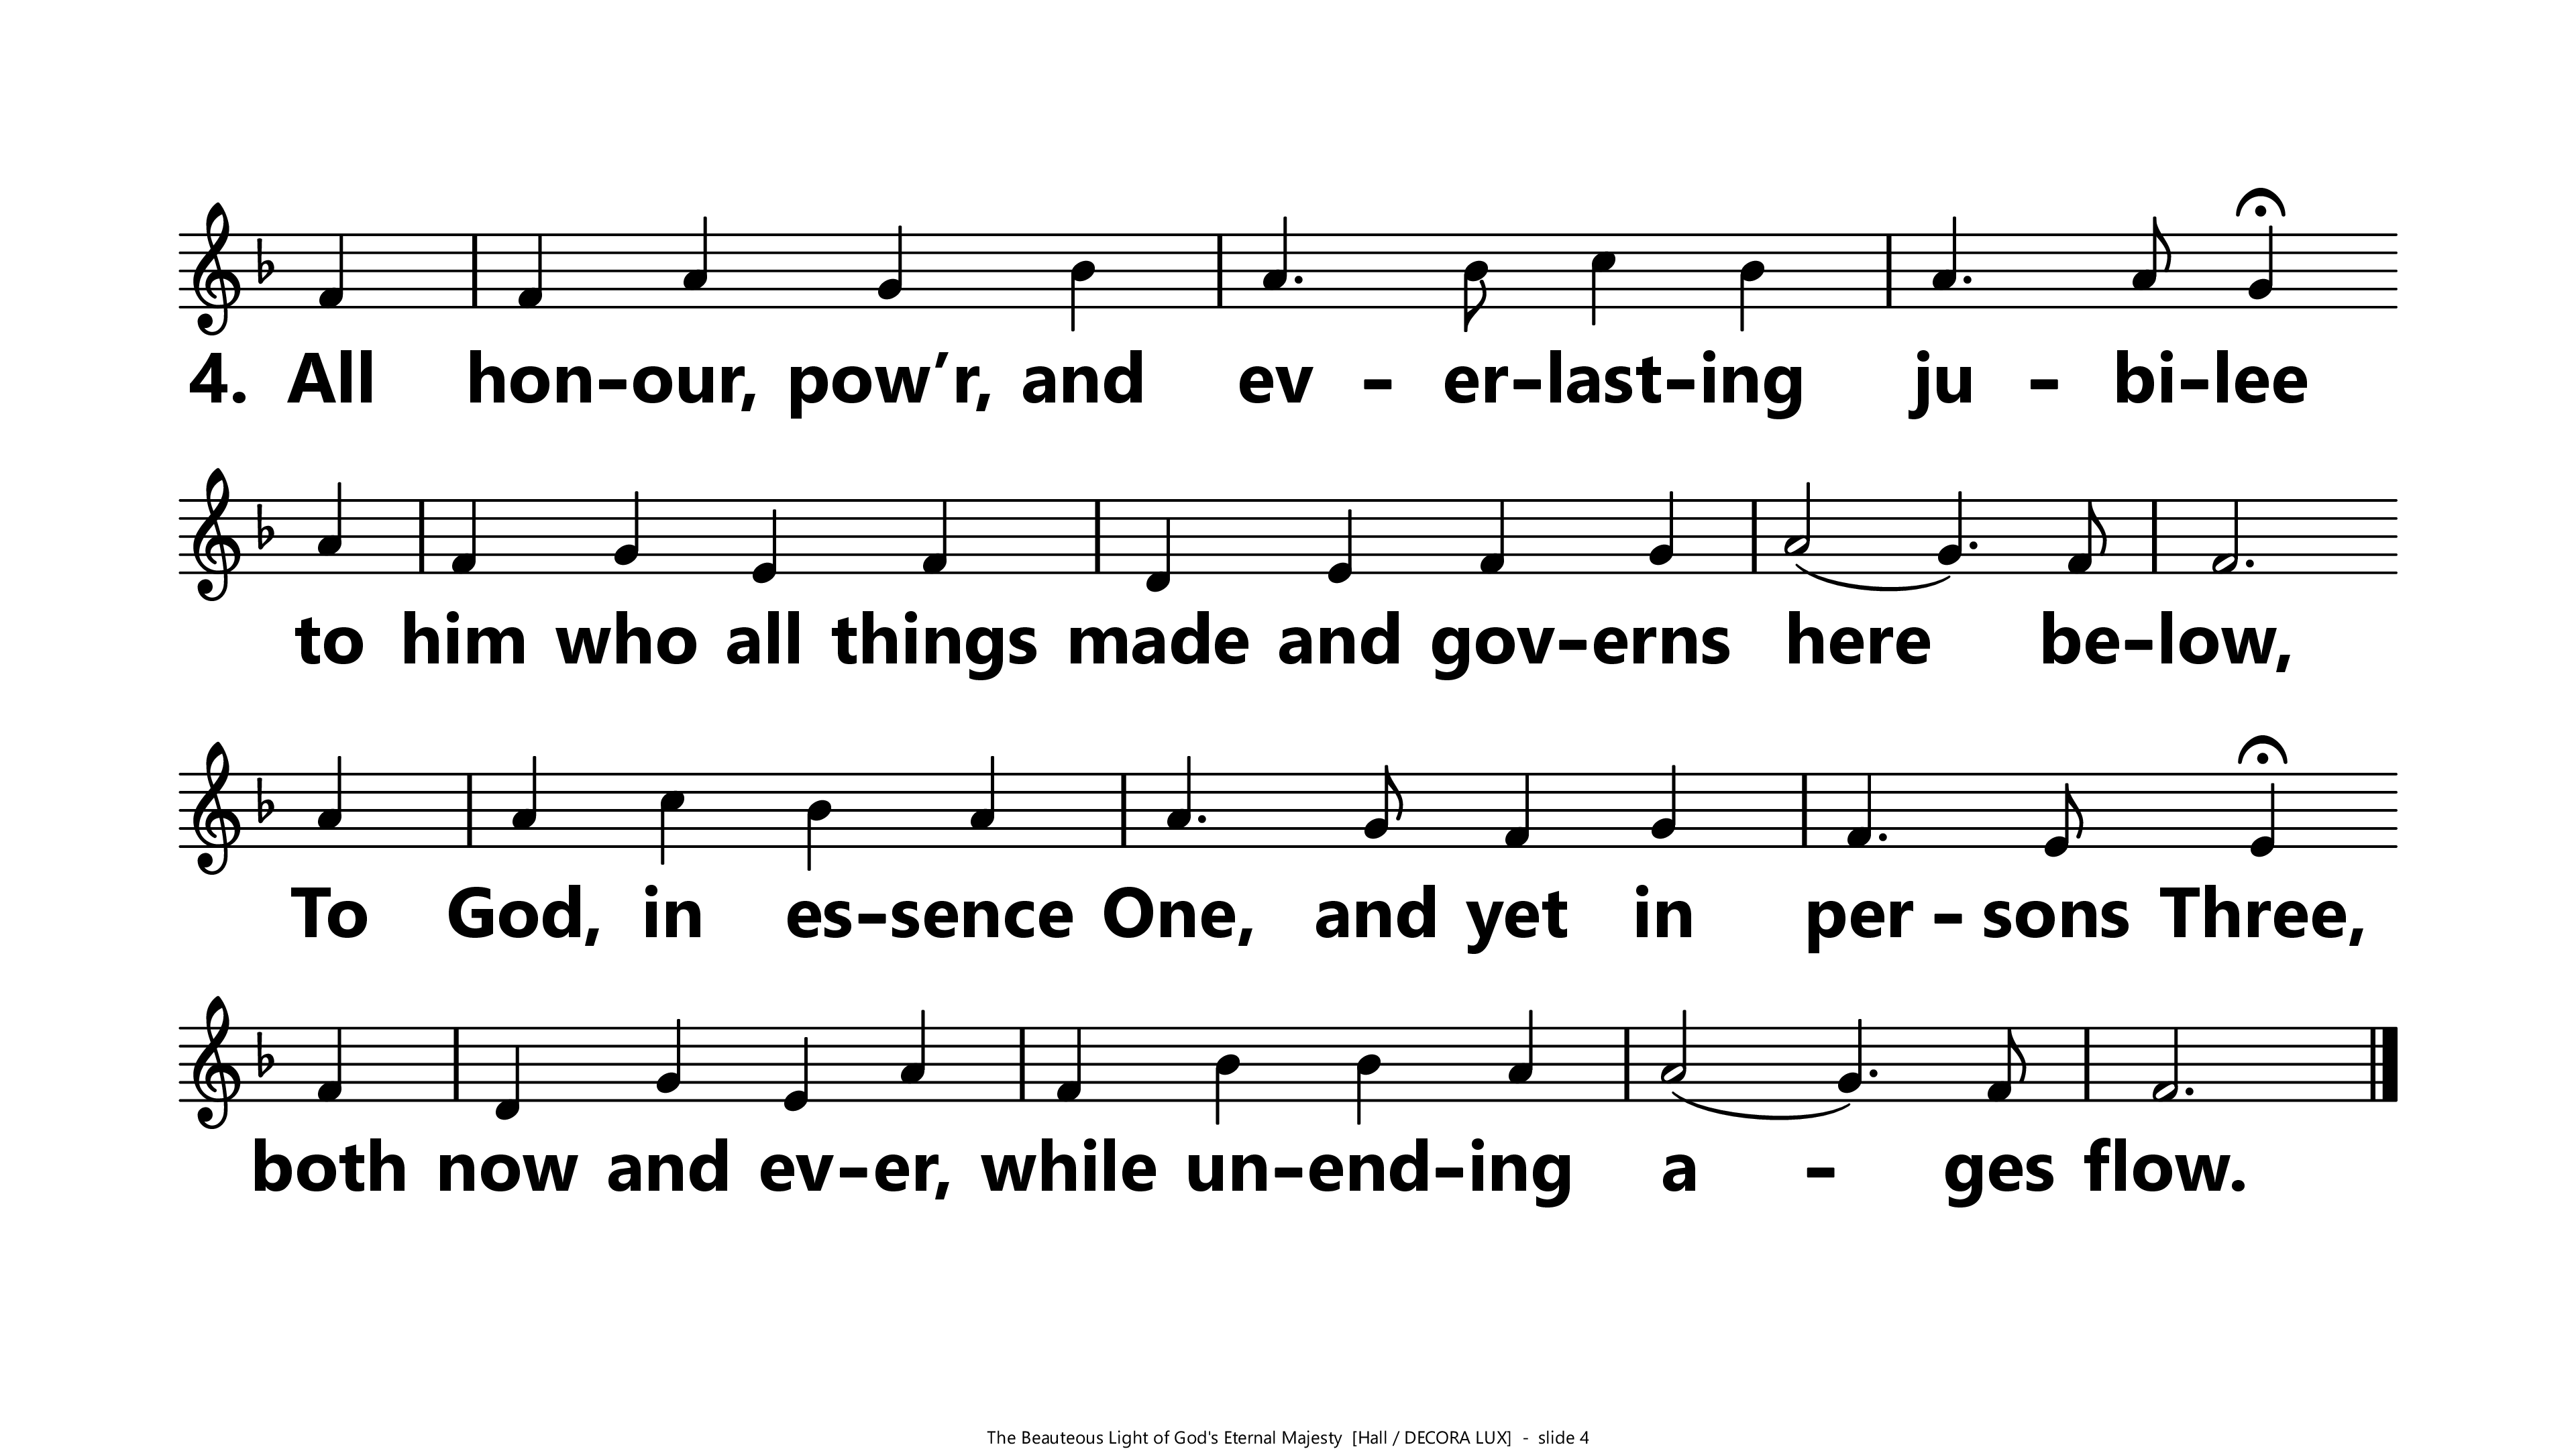 4. All hon-our, pow’r, and ev - er-last-ing ju - bi-lee
to him who all things made and gov-erns here be-low,
To God, in es-sence One, and yet in per - sons Three,
both now and ev-er, while un-end-ing a - ges flow.
The Beauteous Light of God's Eternal Majesty [Hall / DECORA LUX] - slide 4